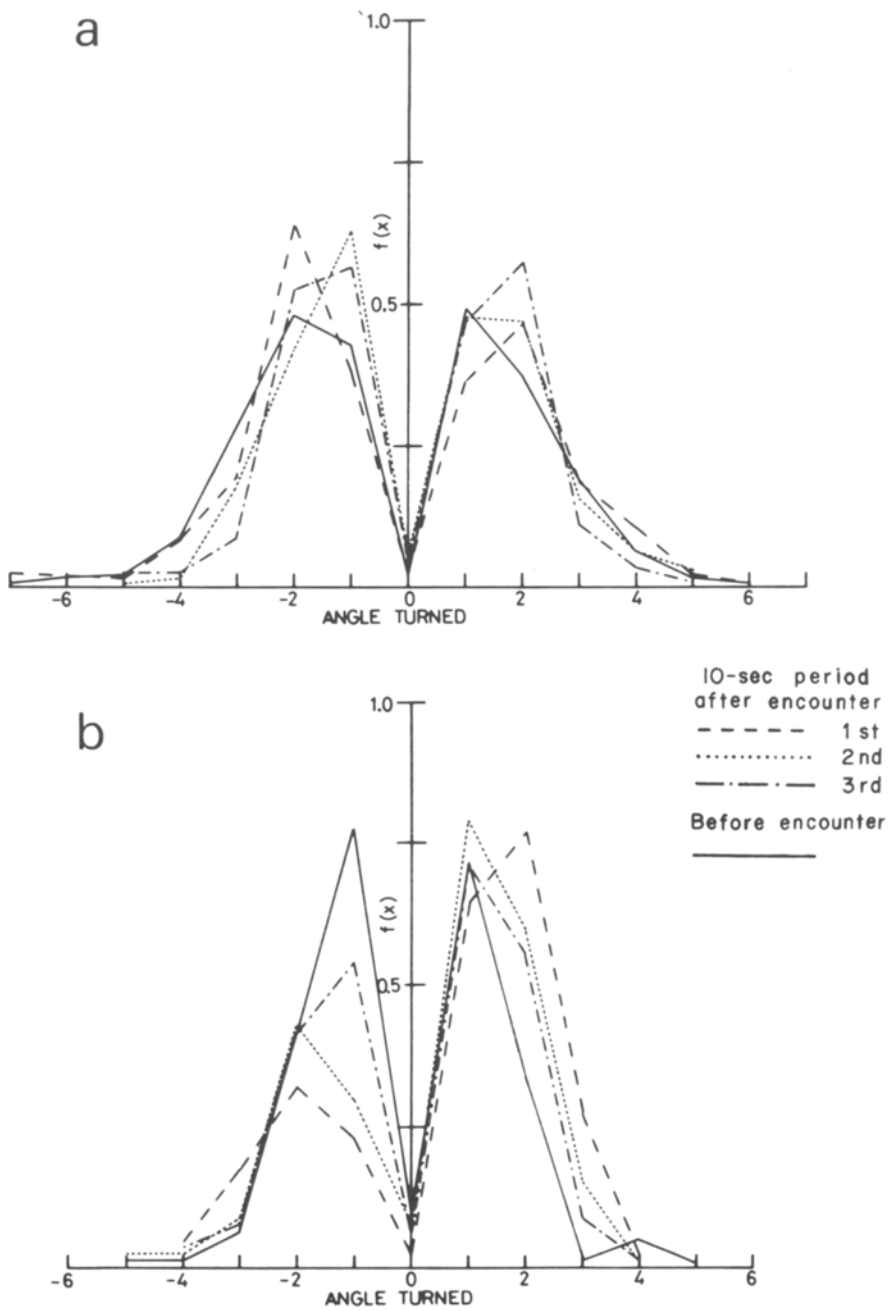 a
1.0
f(x)
0.5
-6 -4 -2 0 2 4 6
ANGLE TURNED
b
1.0
10-sec period
after encounter
1st
2nd
3rd
Before encounter
f(x)
0.5
-6 -4 -2 0 2 4 6
ANGLE TURNED